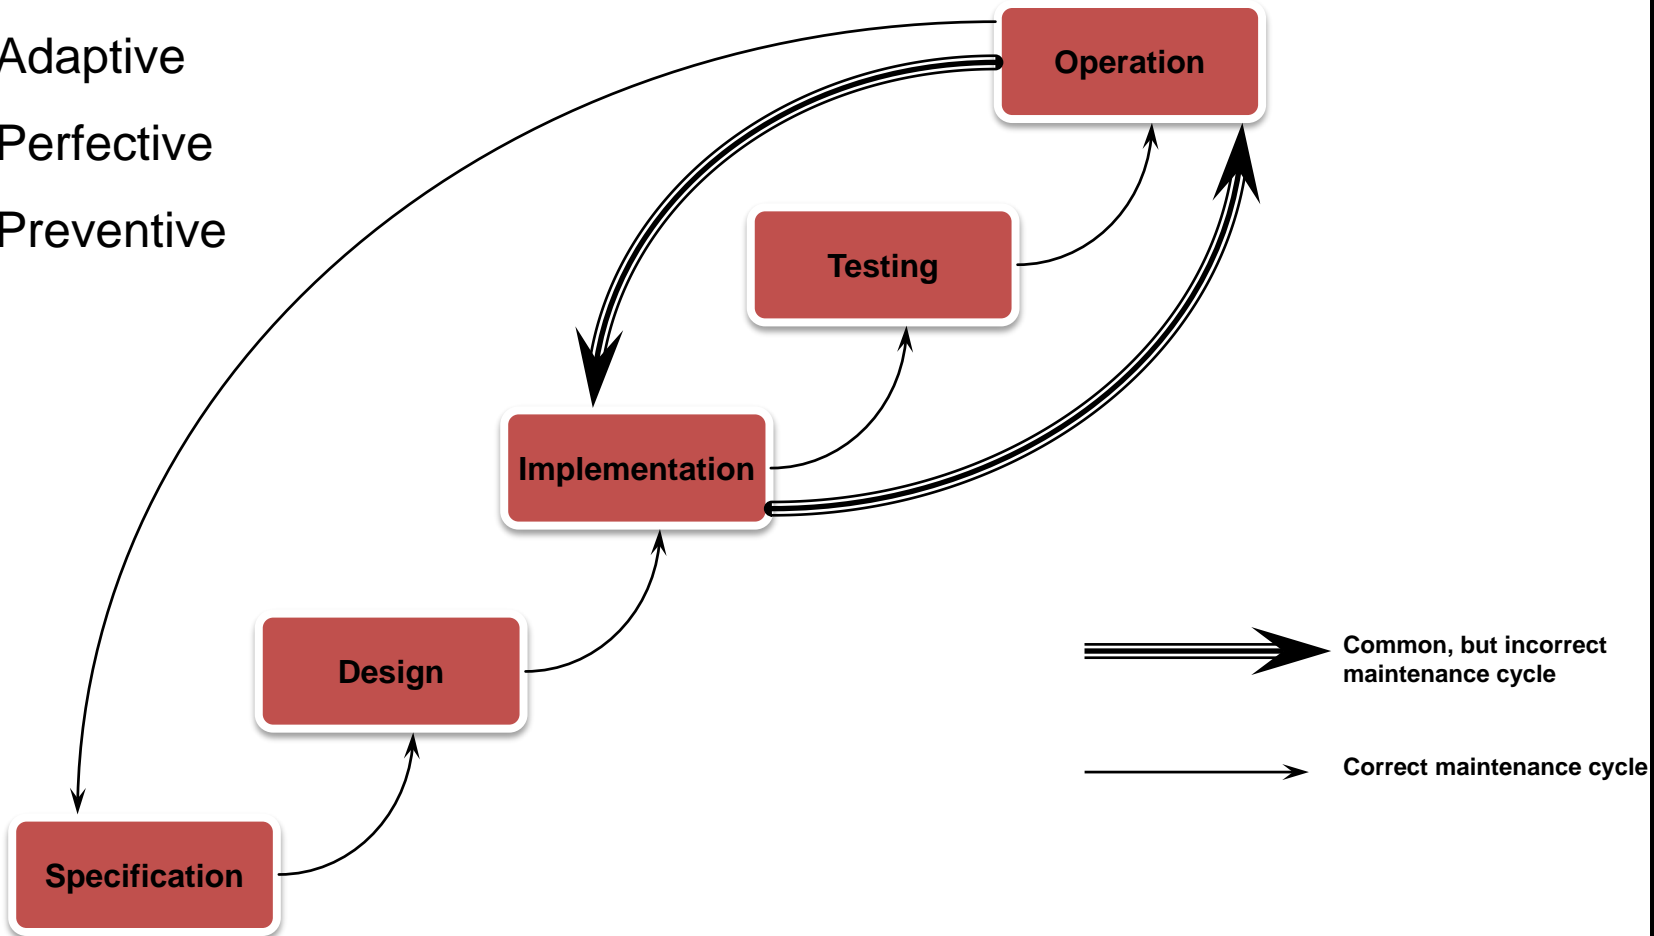 Adaptive
Perfective
Preventive
Operation
Testing
Implementation
Design
Specification
Common, but incorrect
maintenance cycle
Correct maintenance cycle